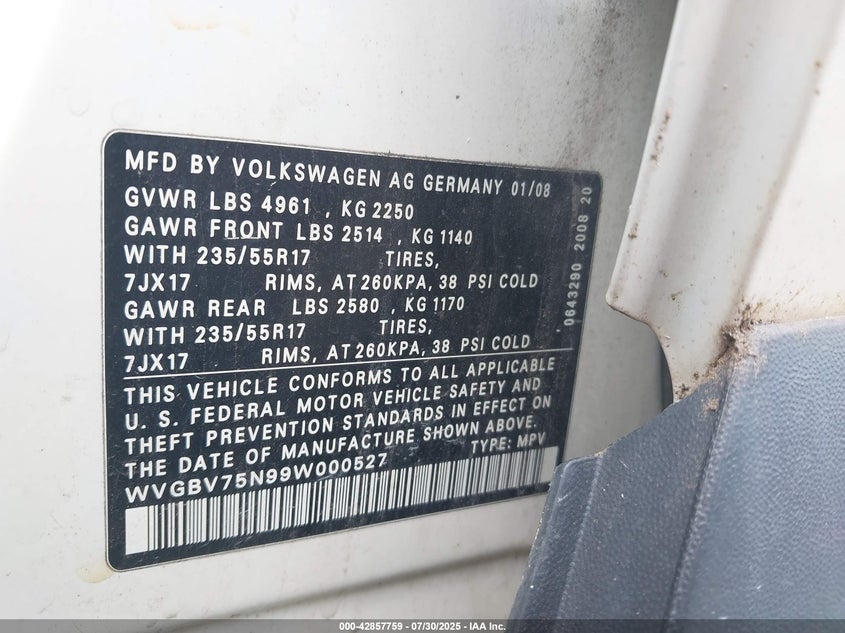 MFD BY VOLKSWAGEN AG GERMANY 01/08
GVWR LBS 4961 , KG 2250
GAWR FRONT LBS 2514 , KG 1140
WITH 235/55R17 TIRES,
7JX17 RIMS, AT 260KPA, 38 PSI COLD
GAWR REAR LBS 2580 , KG 1170
WITH 235/55R17 TIRES,
7JX17 RIMS, AT 260KPA, 38 PSI COLD
THIS VEHICLE CONFORMS TO ALL APPLICABLE
U. S. FEDERAL MOTOR VEHICLE SAFETY AND
THEFT PREVENTION STANDARDS IN EFFECT ON
THE DATE OF MANUFACTURE SHOWN ABOVE.
WVGBV75N99W000527 TYPE: MPV
0643290 2008 20
000-42857759 - 07/30/2025 - IAA Inc.